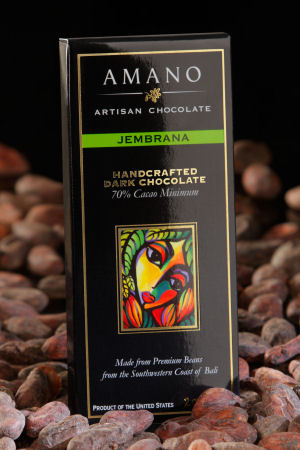 AMANO
ARTISAN CHOCOLATE
JEMBRANA
HANDCRAFTED
DARK CHOCOLATE
70% Cacao Minimum
Made from Premium Beans
from the Southwestern Coast of Bali
PRODUCT OF THE UNITED STATES